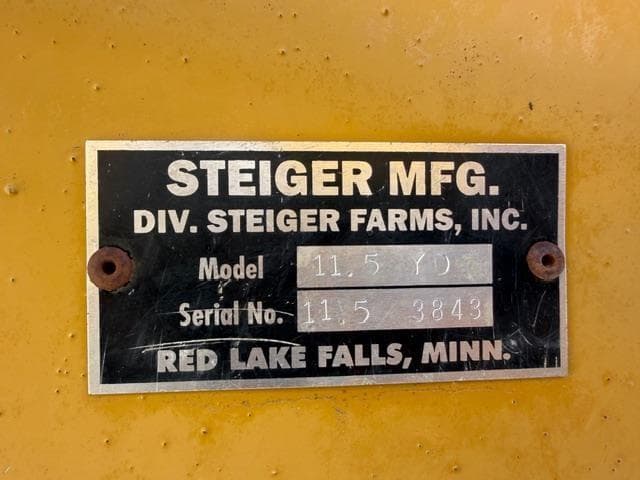 STEIGER MFG.
DIV. STEIGER FARMS, INC.
Model 11.5 YD
Serial No. 11.5 3843
RED LAKE FALLS, MINN.